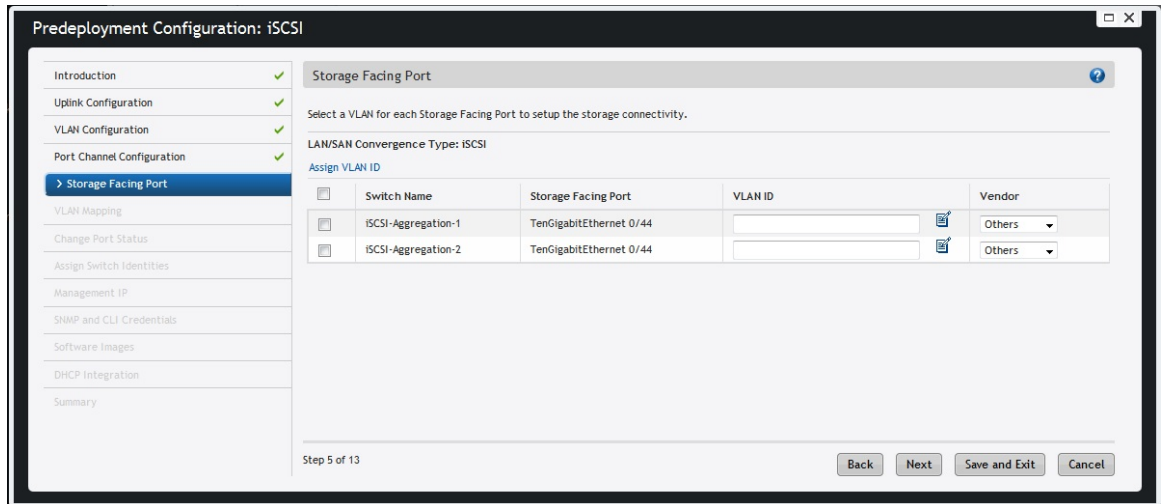 Predeployment Configuration: iSCSI
Introduction
Uplink Configuration
VLAN Configuration
Port Channel Configuration
> Storage Facing Port
VLAN Mapping
Change Port Status
Assign Switch Identities
Management IP
SNMP and CLI Credentials
Software Images
DHCP Integration
Summary
Storage Facing Port
?
Select a VLAN for each Storage Facing Port to setup the storage connectivity.
LAN/SAN Convergence Type: iSCSI
Assign VLAN ID
Switch Name Storage Facing Port VLAN ID Vendor
iSCSI-Aggregation-1 TenGigabitEthernet 0/44 Others
iSCSI-Aggregation-2 TenGigabitEthernet 0/44 Others
Step 5 of 13
Back Next Save and Exit Cancel